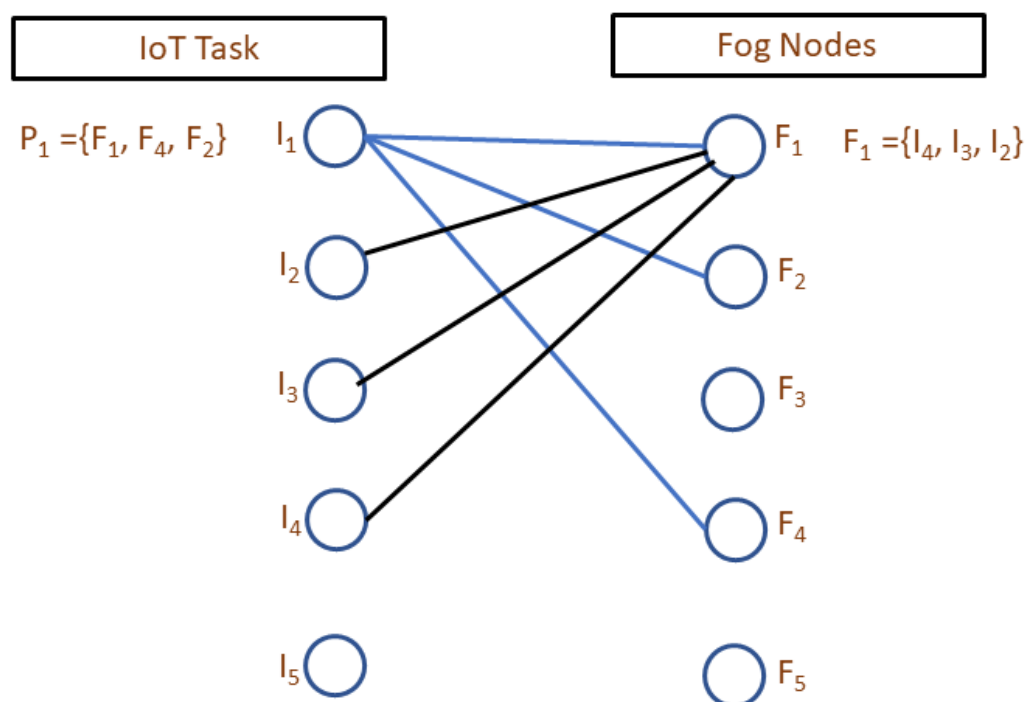 IoT Task
Fog Nodes
P₁ ={F₁, F₄, F₂}
I₁
F₁
F₁ ={I₄, I₃, I₂}
I₂
F₂
I₃
F₃
I₄
F₄
I₅
F₅